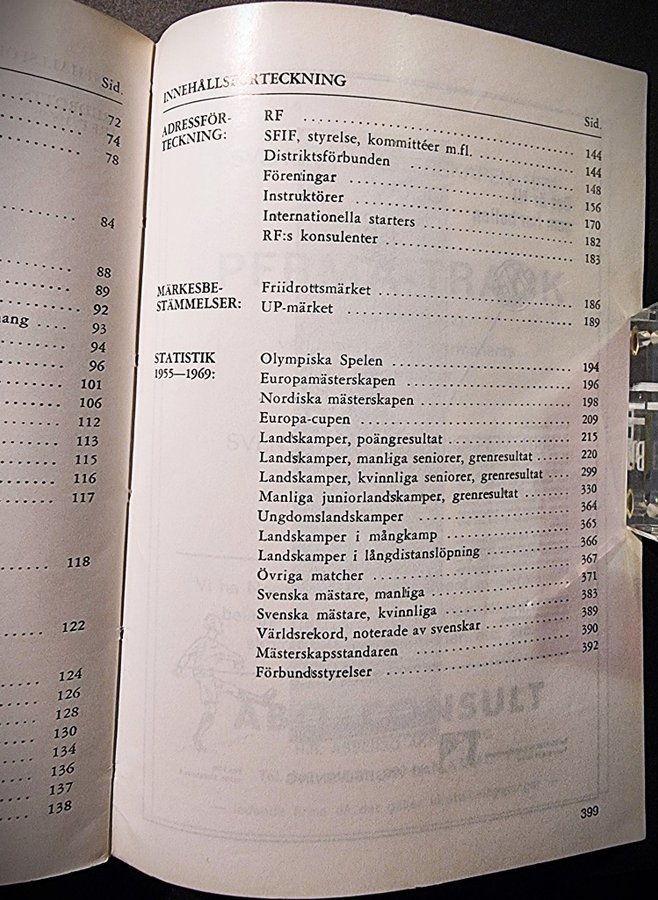 Sid.
72
74
78
84
88
89
92
ang .... 93
94
96
101
106
112
113
115
116
117
118
122
124
126
128
130
134
136
137
138
INNEHÅLLSFÖRTECKNING
Sid.
ADRESSFÖR-
TECKNING:
RF ........ 144
SFIF, styrelse, kommittéer m.fl. ........ 144
Distriktsförbunden ........ 148
Föreningar ........ 156
Instruktörer ........ 170
Internationella starters ........ 182
RF:s konsulenter ........ 183
MÄRKESBE-
STÄMMELSER:
Friidrottsmärket ........ 186
UP-märket ........ 189
STATISTIK
1955—1969:
Olympiska Spelen ........ 194
Europamästerskapen ........ 196
Nordiska mästerskapen ........ 198
Europa-cupen ........ 209
Landskamper, poängresultat ........ 215
Landskamper, manliga seniorer, grenresultat ...... 220
Landskamper, kvinnliga seniorer, grenresultat ...... 299
Manliga juniorlandskamper, grenresultat ........ 330
Ungdomslandskamper ........ 364
Landskamper i mångkamp ........ 365
Landskamper i långdistanslöpning ........ 366
Övriga matcher ........ 367
Svenska mästare, manliga ........ 371
Svenska mästare, kvinnliga ........ 383
Världsrekord, noterade av svenskar ........ 389
Mästerskapsstandaren ........ 390
Förbundsstyrelser ........ 392
399